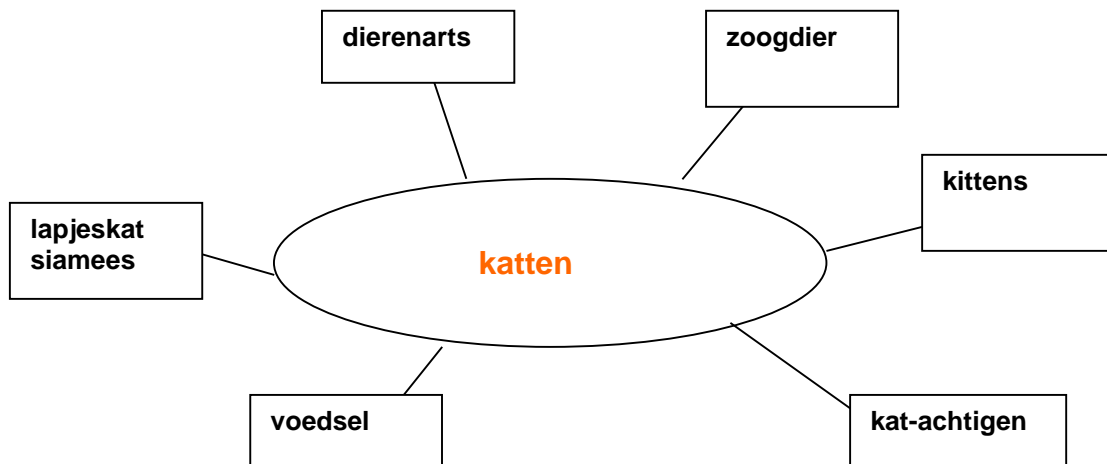 dierenarts
zoogdier
kittens
lapjeskat
siamees
katten
voedsel
kat-achtigen